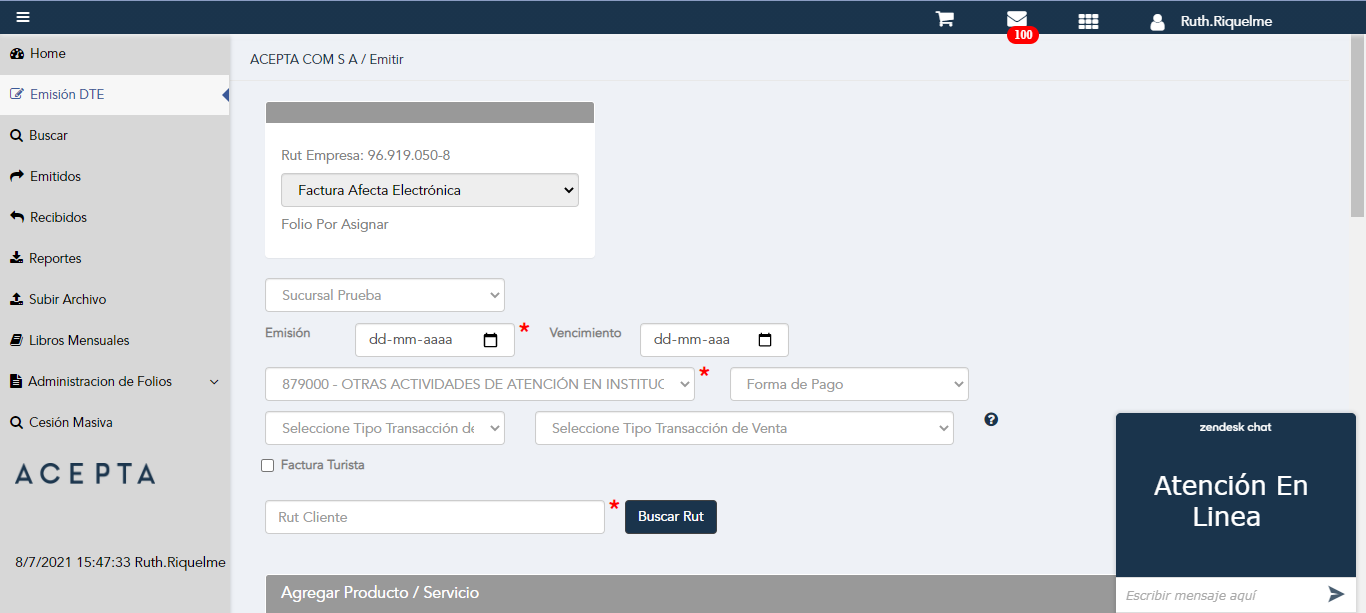 100
Ruth.Riquelme
Home
Emisión DTE
Buscar
Emitidos
Recibidos
Reportes
Subir Archivo
Libros Mensuales
Administracion de Folios
Cesión Masiva
ACEPTA
8/7/2021 15:47:33 Ruth.Riquelme
ACEPTA COM S A / Emitir
Rut Empresa: 96.919.050-8
Factura Afecta Electrónica
Folio Por Asignar
Sucursal Prueba
Emisión dd-mm-aaaa * Vencimiento dd-mm-aaa
879000 - OTRAS ACTIVIDADES DE ATENCIÓN EN INSTITUC * Forma de Pago
Seleccione Tipo Transacción de Seleccione Tipo Transacción de Venta ?
Factura Turista
Rut Cliente * Buscar Rut
Agregar Producto / Servicio
zendesk chat
Atención En
Linea
Escribir mensaje aquí